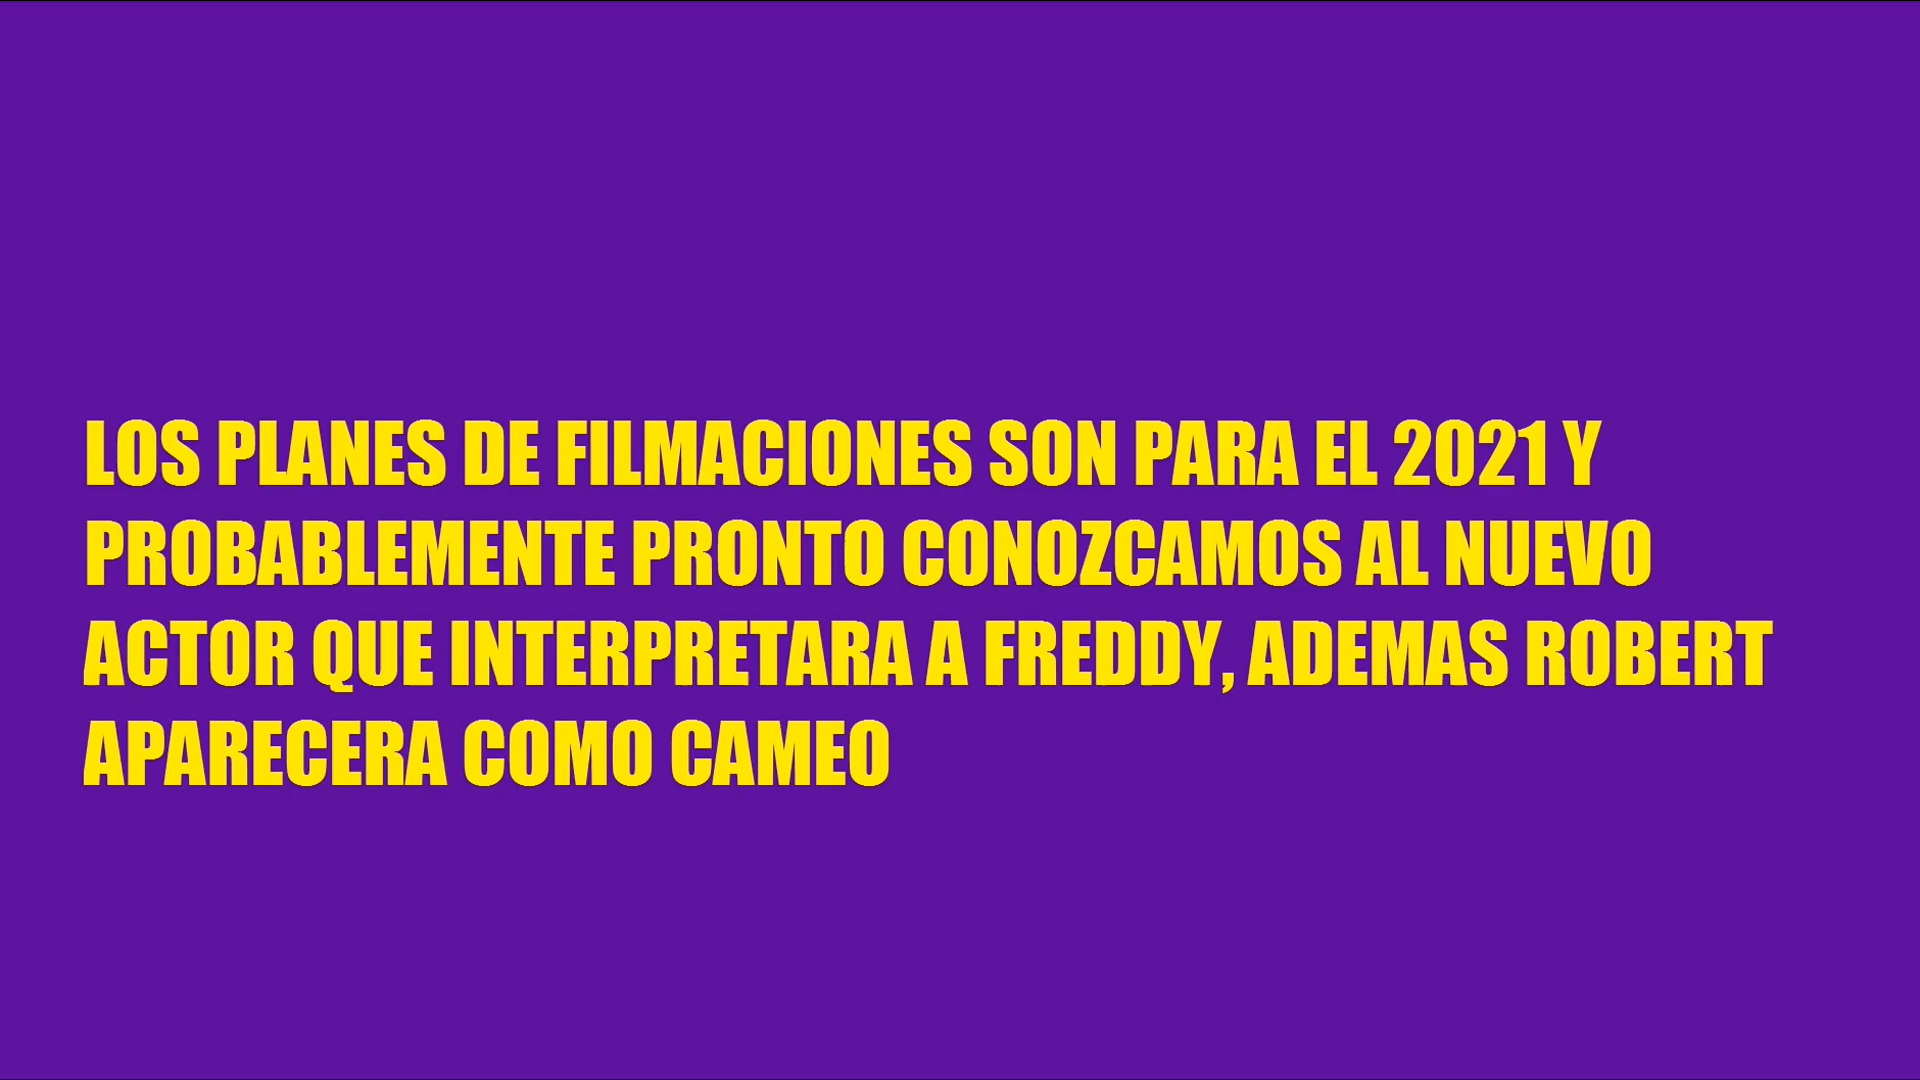 LOS PLANES DE FILMACIONES SON PARA EL 2021 Y
PROBABLEMENTE PRONTO CONOZCAMOS AL NUEVO
ACTOR QUE INTERPRETARA A FREDDY, ADEMAS ROBERT
APARECERA COMO CAMEO